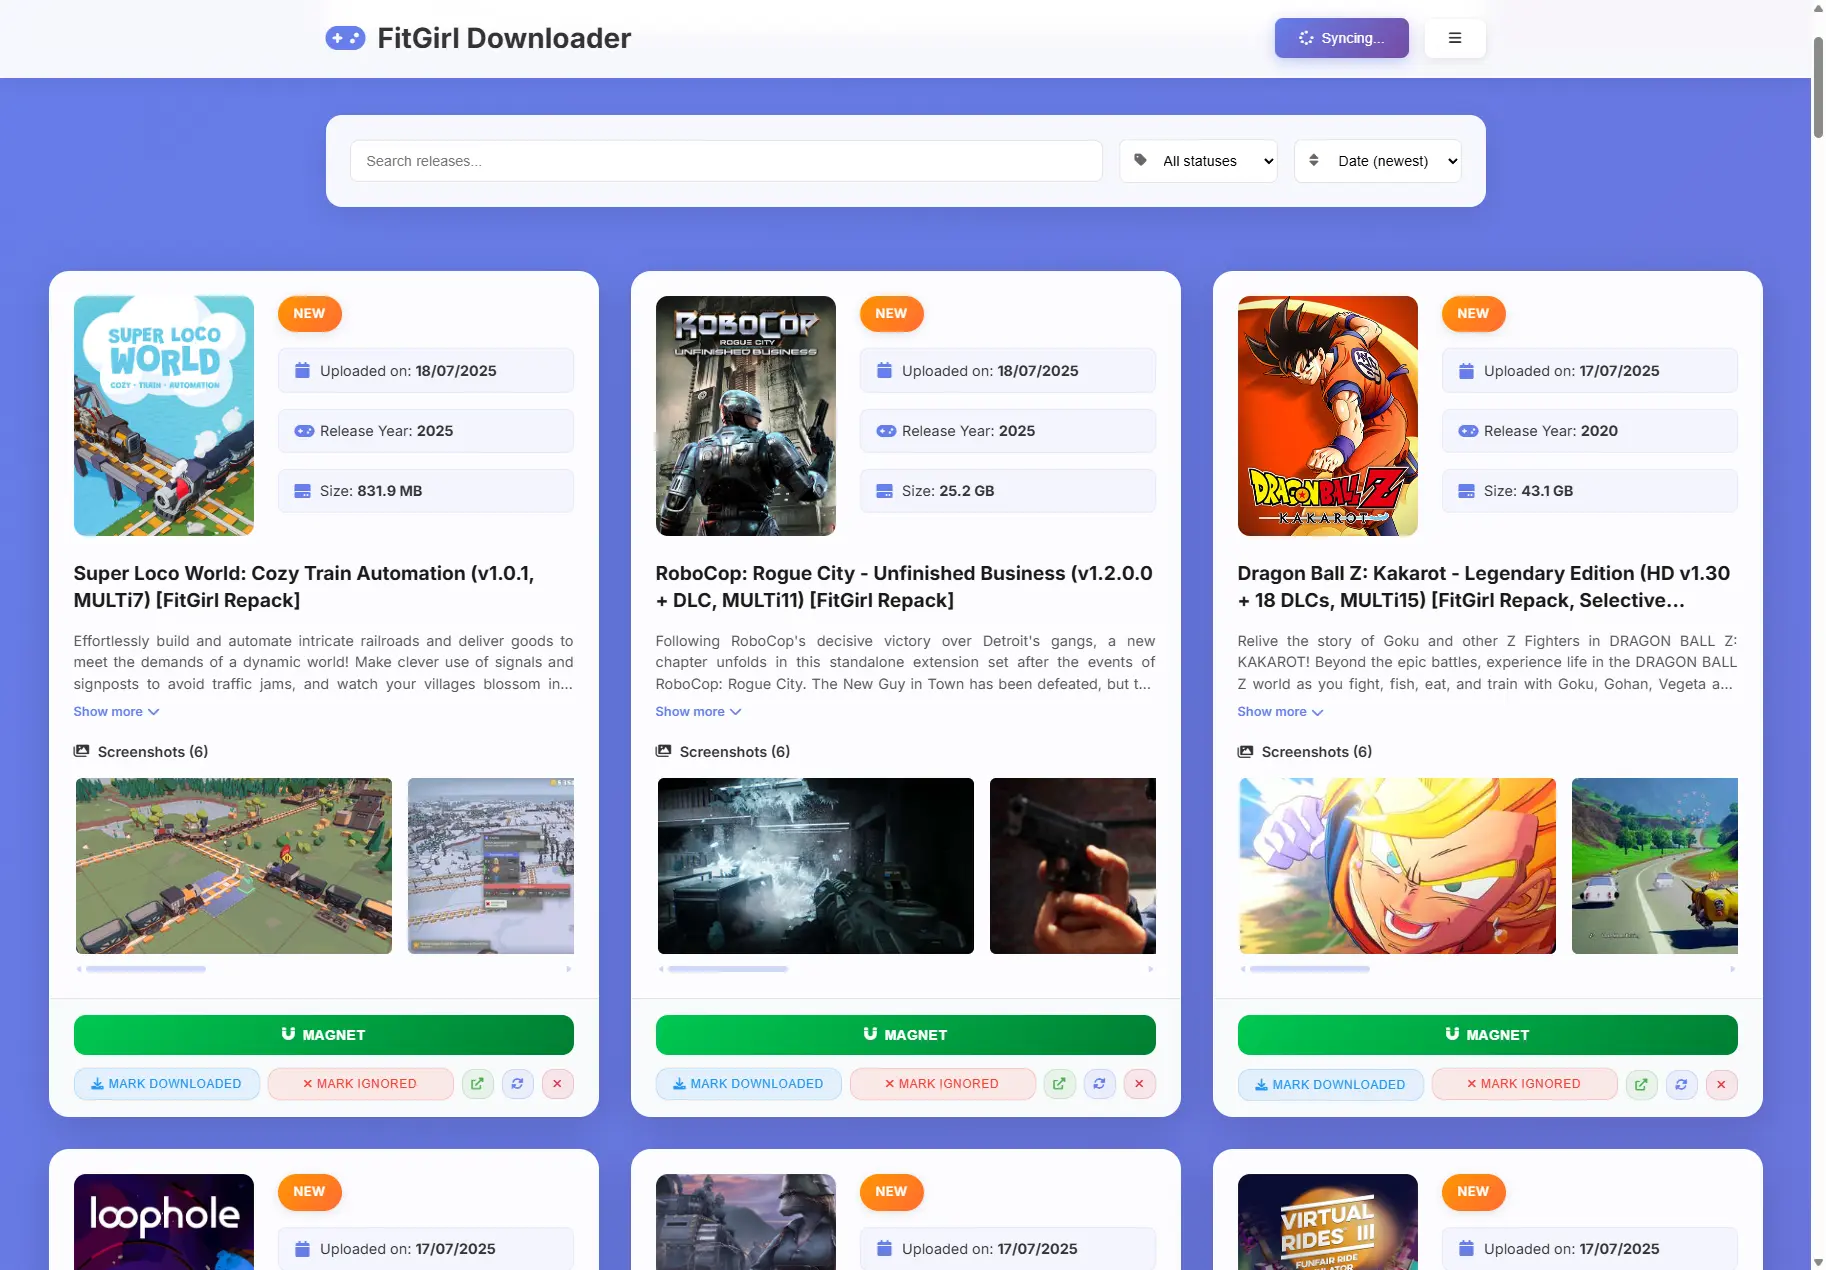 FitGirl Downloader
Syncing...
Search releases...
All statuses
Date (newest)
SUPER LOCO
WORLD
COZY • TRAIN • AUTOMATION
NEW
Uploaded on: 18/07/2025
Release Year: 2025
Size: 831.9 MB
Super Loco World: Cozy Train Automation (v1.0.1,
MULTi7) [FitGirl Repack]
Effortlessly build and automate intricate railroads and deliver goods to
meet the demands of a dynamic world! Make clever use of signals and
signposts to avoid traffic jams, and watch your villages blossom in...
Show more
Screenshots (6)
MAGNET
MARK DOWNLOADED
MARK IGNORED
ROBOCOP
ROGUE CITY
UNFINISHED BUSINESS
NEW
Uploaded on: 18/07/2025
Release Year: 2025
Size: 25.2 GB
RoboCop: Rogue City - Unfinished Business (v1.2.0.0
+ DLC, MULTi11) [FitGirl Repack]
Following RoboCop's decisive victory over Detroit's gangs, a new
chapter unfolds in this standalone extension set after the events of
RoboCop: Rogue City. The New Guy in Town has been defeated, but t...
Show more
Screenshots (6)
MAGNET
MARK DOWNLOADED
MARK IGNORED
DRAGON BALL Z
KAKAROT
NEW
Uploaded on: 17/07/2025
Release Year: 2020
Size: 43.1 GB
Dragon Ball Z: Kakarot - Legendary Edition (HD v1.30
+ 18 DLCs, MULTi15) [FitGirl Repack, Selective...
Relive the story of Goku and other Z Fighters in DRAGON BALL Z:
KAKAROT! Beyond the epic battles, experience life in the DRAGON BALL
Z world as you fight, fish, eat, and train with Goku, Gohan, Vegeta a...
Show more
Screenshots (6)
MAGNET
MARK DOWNLOADED
MARK IGNORED
loophole
NEW
Uploaded on: 17/07/2025
NEW
Uploaded on: 17/07/2025
VIRTUAL
RIDES III
FUNFAIR RIDE
NEW
Uploaded on: 17/07/2025